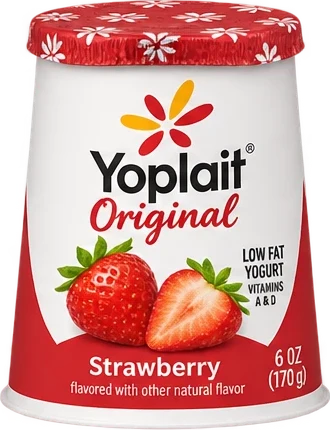 Yoplait®
Original
LOW FAT
YOGURT
VITAMINS
A & D
Strawberry
flavored with other natural flavor
6 OZ
(170 g)